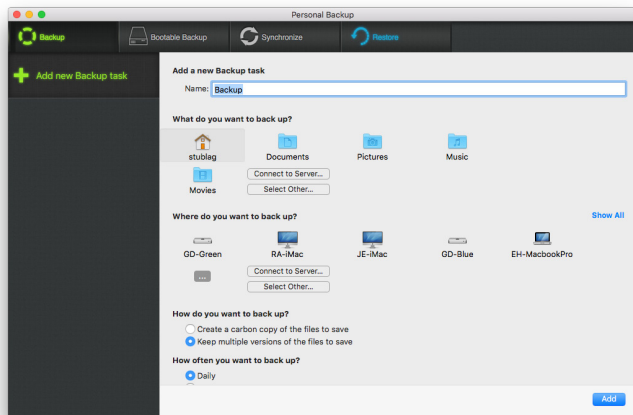 Personal Backup
Backup
Bootable Backup
Synchronize
Restore
Add new Backup task
Add a new Backup task
Name: Backup
What do you want to back up?
stublag
Documents
Pictures
Music
Movies
Connect to Server...
Select Other...
Where do you want to back up?
Show All
GD-Green
RA-iMac
JE-iMac
GD-Blue
EH-MacbookPro
...
Connect to Server...
Select Other...
How do you want to back up?
Create a carbon copy of the files to save
Keep multiple versions of the files to save
How often you want to back up?
Daily
Add